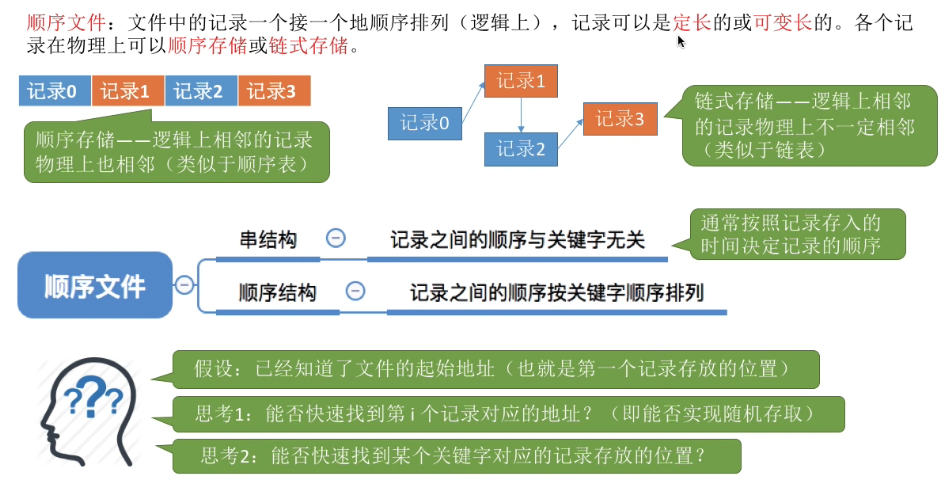 顺序文件：文件中的记录一个接一个地顺序排列（逻辑上），记录可以是定长的或可变长的。各个记
录在物理上可以顺序存储或链式存储。
记录0 记录1 记录2 记录3
顺序存储——逻辑上相邻的记录
物理上也相邻（类似于顺序表）
记录0
记录1
记录2
记录3
链式存储——逻辑上相邻
的记录物理上不一定相邻
（类似于链表）
顺序文件
串结构
记录之间的顺序与关键字无关
通常按照记录存入的
时间决定记录的顺序
顺序结构
记录之间的顺序按关键字顺序排列
???
假设：已经知道了文件的起始地址（也就是第一个记录存放的位置）
思考1：能否快速找到第i个记录对应的地址？（即能否实现随机存取）
思考2：能否快速找到某个关键字对应的记录存放的位置？